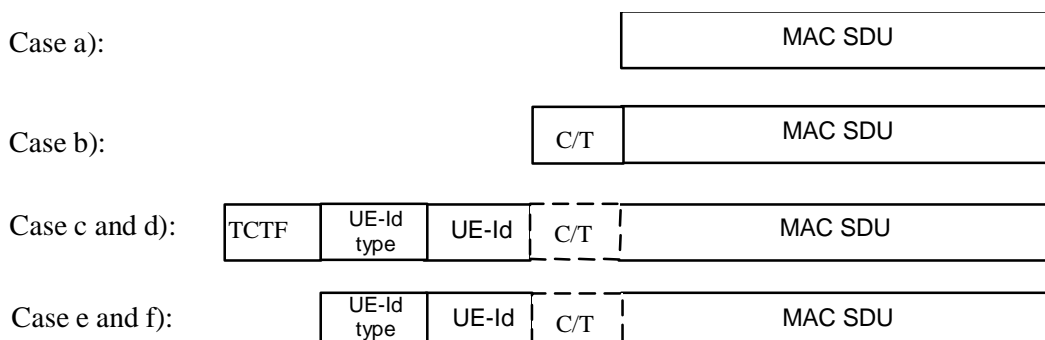 Case a): MAC SDU
Case b): C/T MAC SDU
Case c and d): TCTF UE-Id type UE-Id C/T MAC SDU
Case e and f): UE-Id type UE-Id C/T MAC SDU